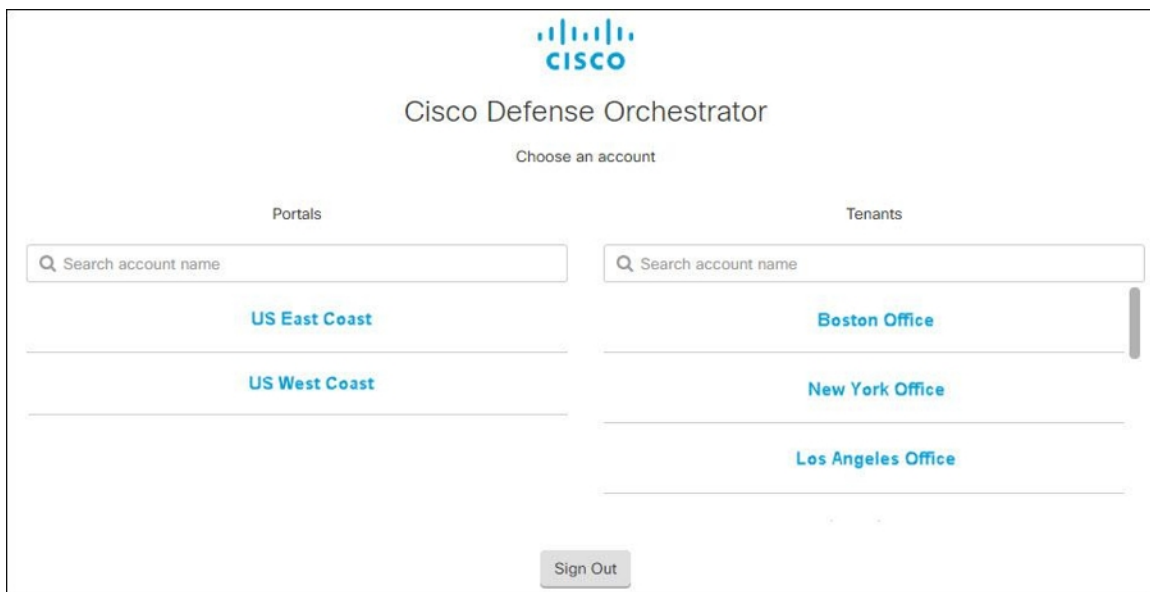 CISCO
Cisco Defense Orchestrator
Choose an account
Portals
Search account name
US East Coast
US West Coast
Tenants
Search account name
Boston Office
New York Office
Los Angeles Office
Sign Out